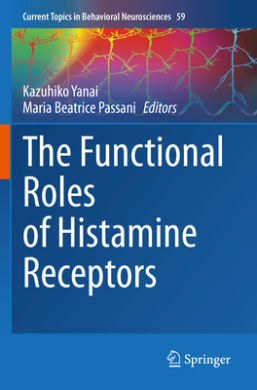 Current Topics in Behavioral Neurosciences 59
Kazuhiko Yanai
Maria Beatrice Passani Editors
The Functional
Roles
of Histamine
Receptors
Springer